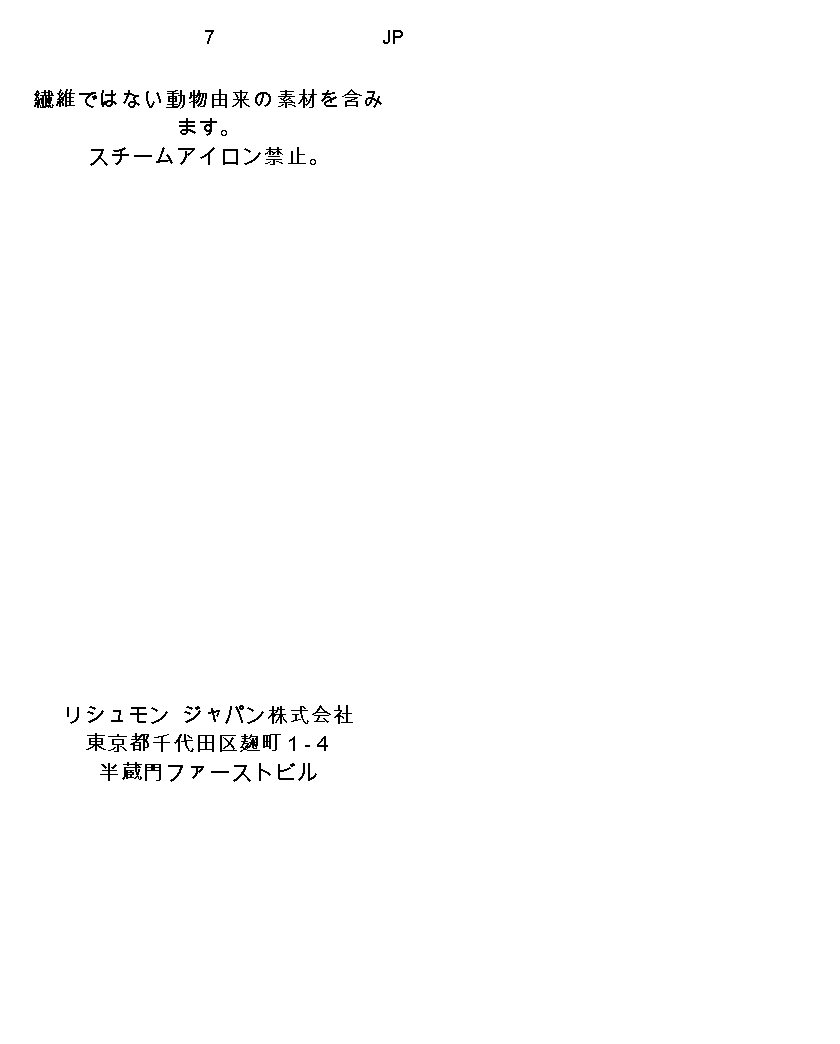 7 JP
繊維ではない動物由来の素材を含み
ます。
スチームアイロン禁止。
リシュモン ジャパン株式会社
東京都千代田区麹町1-4
半蔵門ファーストビル